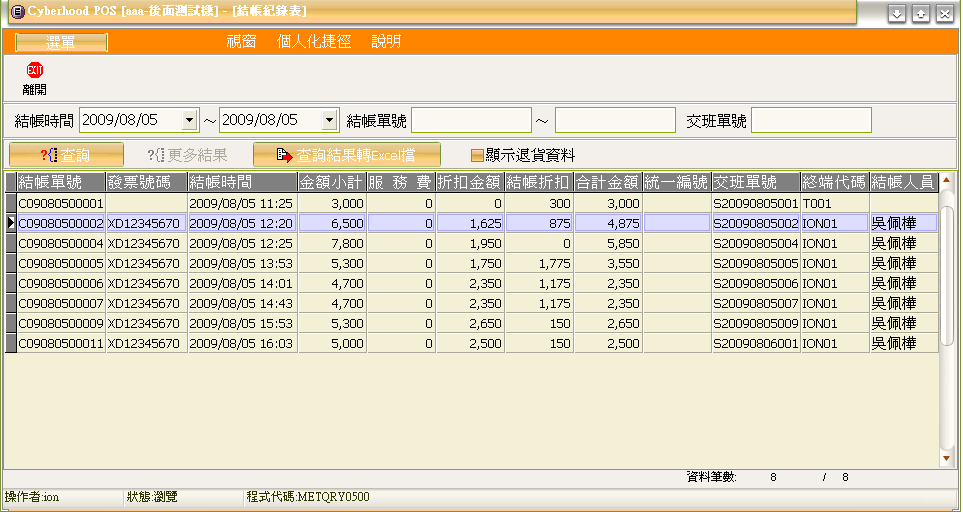 Cyberhood POS [aaa-後面測試樣] - [結帳紀錄表]
選單 視窗 個人化捷徑 說明
EXIT
離開
結帳時間 2009/08/05 ～ 2009/08/05 結帳單號 ～ 交班單號
?{} 查詢 ?{} 更多結果 查詢結果轉Excel檔 顯示退貨資料
結帳單號 發票號碼 結帳時間 金額小計 服 務 費 折扣金額 結帳折扣 合計金額 統一編號 交班單號 終端代碼 結帳人員
C09080500001 2009/08/05 11:25 3,000 0 0 300 3,000 S20090805001 T001
C09080500002 XD12345670 2009/08/05 12:20 6,500 0 1,625 875 4,875 S20090805002 ION01 吳佩樺
C09080500004 XD12345670 2009/08/05 12:25 7,800 0 1,950 0 5,850 S20090805004 ION01 吳佩樺
C09080500005 XD12345670 2009/08/05 13:53 5,300 0 1,750 1,775 3,550 S20090805005 ION01 吳佩樺
C09080500006 XD12345670 2009/08/05 14:01 4,700 0 2,350 1,175 2,350 S20090805006 ION01 吳佩樺
C09080500007 XD12345670 2009/08/05 14:43 4,700 0 2,350 1,175 2,350 S20090805007 ION01 吳佩樺
C09080500009 XD12345670 2009/08/05 15:53 5,300 0 2,650 150 2,650 S20090805009 ION01 吳佩樺
C09080500011 XD12345670 2009/08/05 16:03 5,000 0 2,500 150 2,500 S20090806001 ION01 吳佩樺
資料筆數: 8 / 8
操作者:ion 狀態:瀏覽 程式代碼:METQRY0500